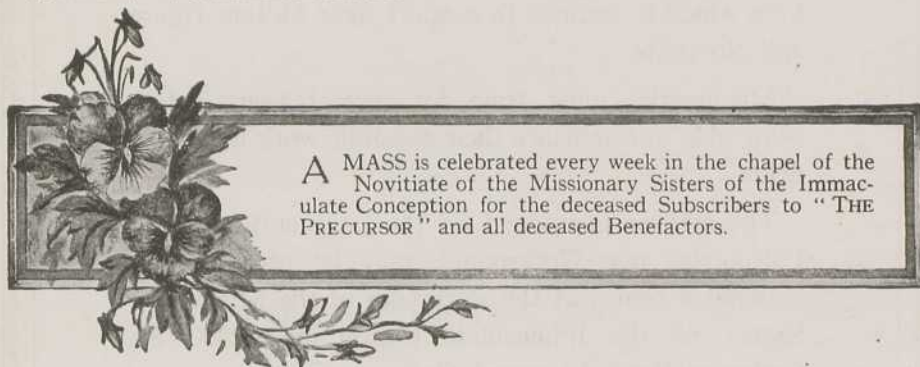 A MASS is celebrated every week in the chapel of the
Novitiate of the Missionary Sisters of the Immac-
ulate Conception for the deceased Subscribers to “ THE
PRECURSOR ” and all deceased Benefactors.